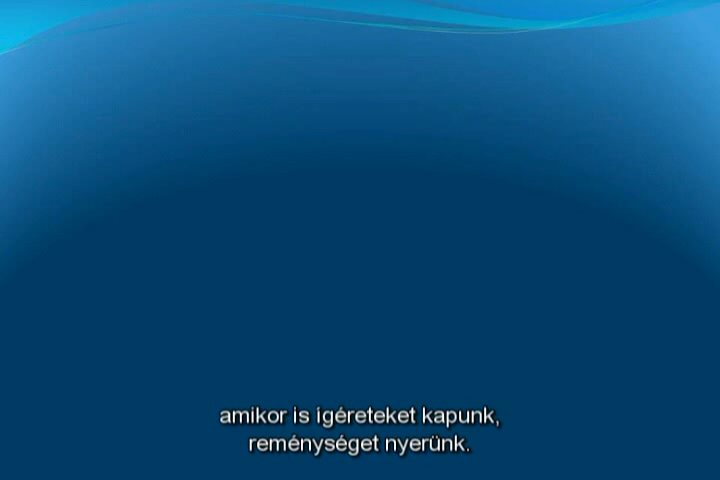 amikor is ígéreteket kapunk,
reménységet nyerünk.